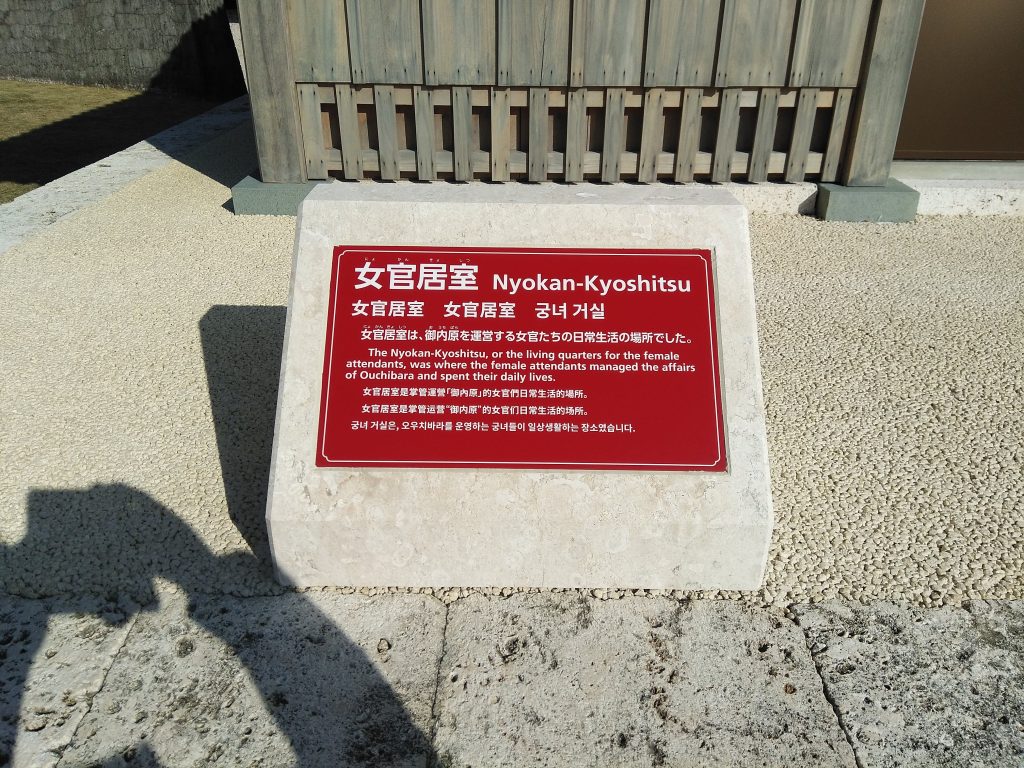 女官居室 Nyokan-Kyoshitsu
女官居室 女官居室 궁녀 거실
女官居室は、御内原を運営する女官たちの日常生活の場所でした。
The Nyokan-Kyoshitsu, or the living quarters for the female
attendants, was where the female attendants managed the affairs
of Ouchibara and spent their daily lives.
女官居室是掌管運營「御內原」的女官們日常生活的場所。
女官居室是掌管运营“御内原”的女官们日常生活的场所。
궁녀 거실은, 오우치바라를 운영하는 궁녀들이 일상생활하는 장소였습니다.